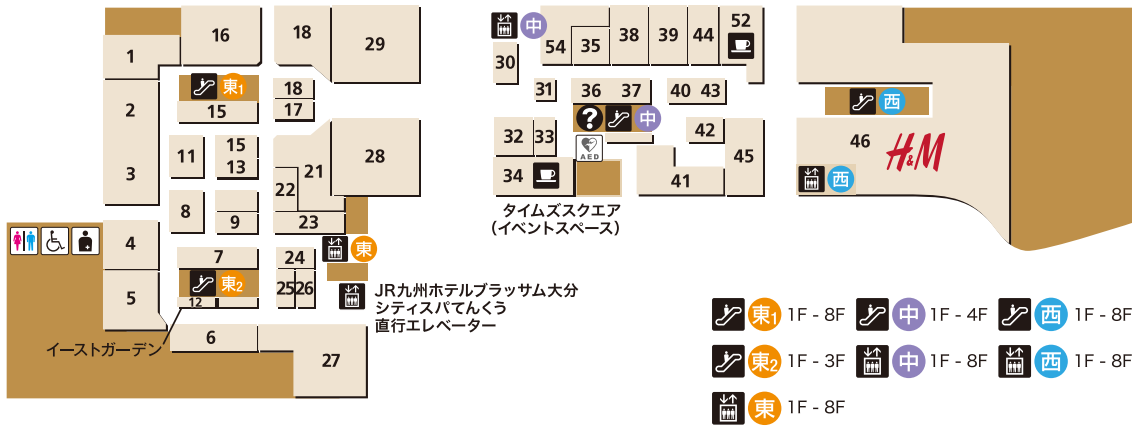 1
16
18
29
2
東1
15
18
17
3
11
15
13
21
28
22
8
9
23
4
7
24
東
5
東2
12
25
26
6
27
イーストガーデン
JR九州ホテルブラッサム大分
シティスパてんくう
直行エレベーター
中
30
54
35
38
39
44
52
31
36
37
40
43
?
中
32
33
AED
42
34
41
45
タイムズスクエア
(イベントスペース)
西
46
H&M
西
東1 1F - 8F
中 1F - 4F
西 1F - 8F
東2 1F - 3F
中 1F - 8F
西 1F - 8F
東 1F - 8F